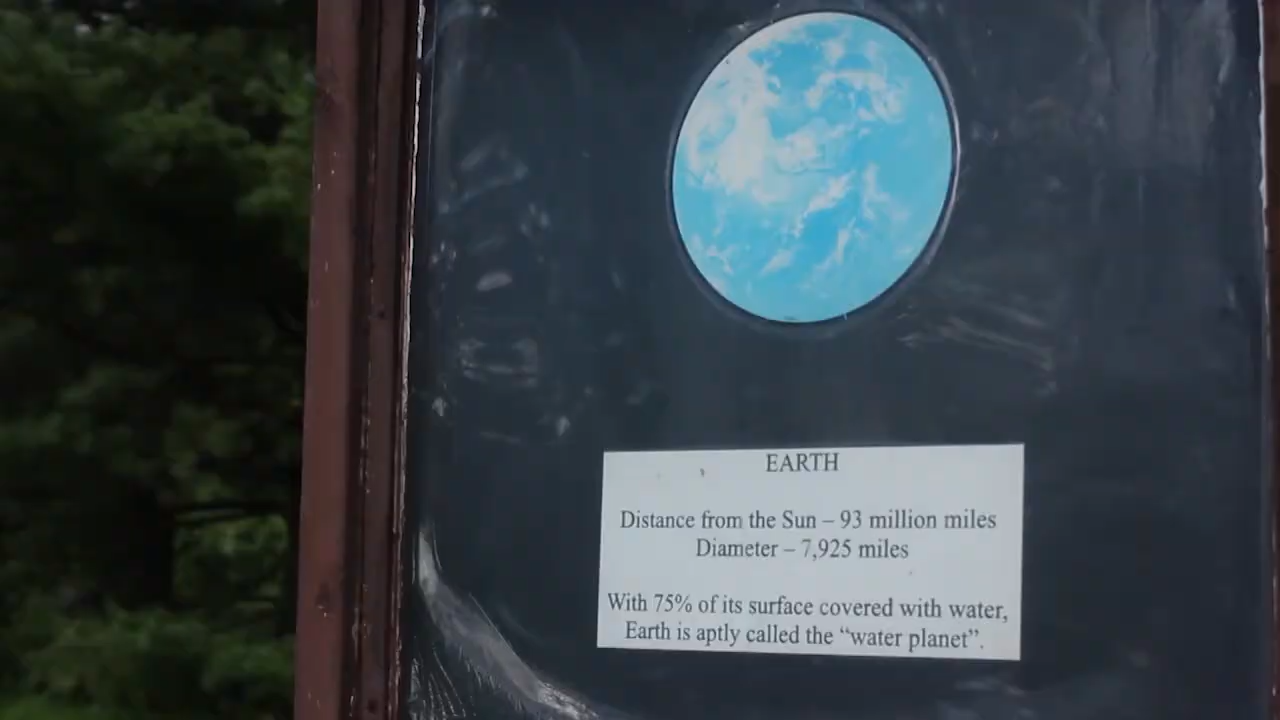 EARTH
Distance from the Sun – 93 million miles
Diameter – 7,925 miles
With 75% of its surface covered with water,
Earth is aptly called the “water planet”.